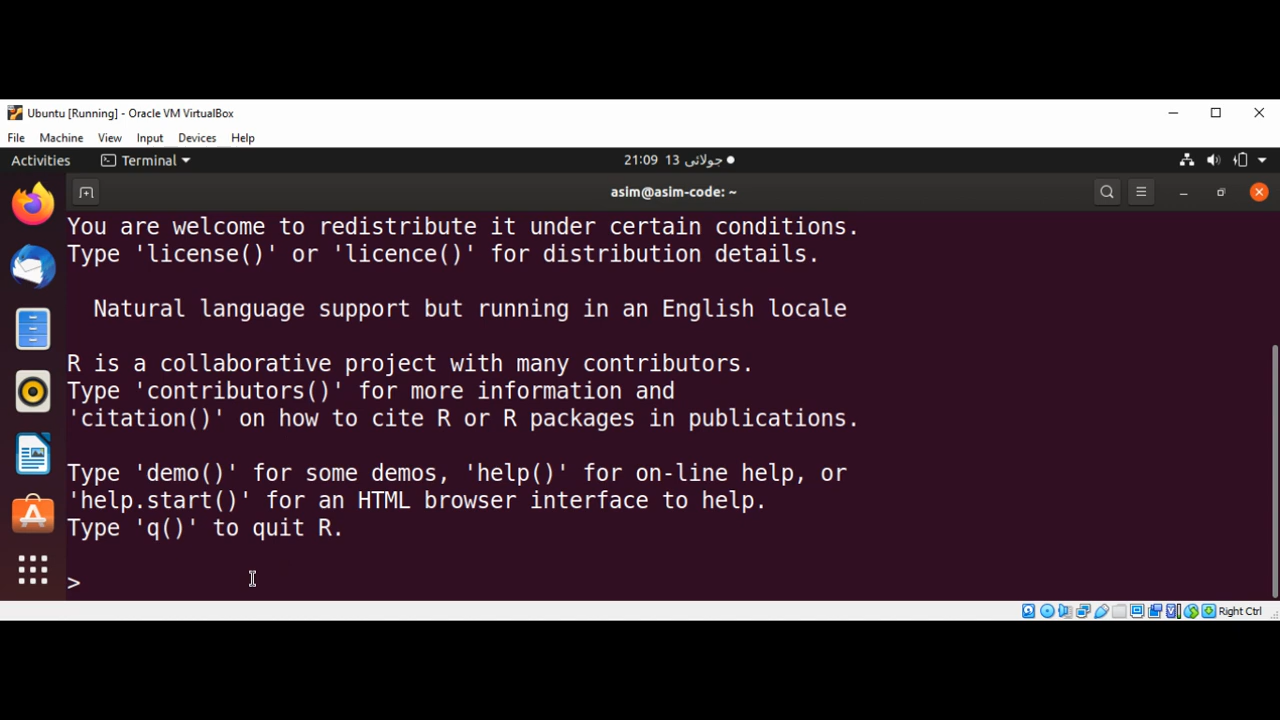 Ubuntu [Running] - Oracle VM VirtualBox
File Machine View Input Devices Help
Activities Terminal 21:09 13 جولائی
asim@asim-code: ~
You are welcome to redistribute it under certain conditions.
Type 'license()' or 'licence()' for distribution details.
Natural language support but running in an English locale
R is a collaborative project with many contributors.
Type 'contributors()' for more information and
'citation()' on how to cite R or R packages in publications.
Type 'demo()' for some demos, 'help()' for on-line help, or
'help.start()' for an HTML browser interface to help.
Type 'q()' to quit R.
>
Right Ctrl